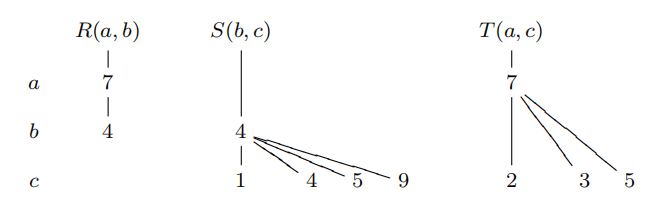 R(a, b) S(b, c) T(a, c)
a 7 7
b 4 4
c 1 4 5 9 2 3 5